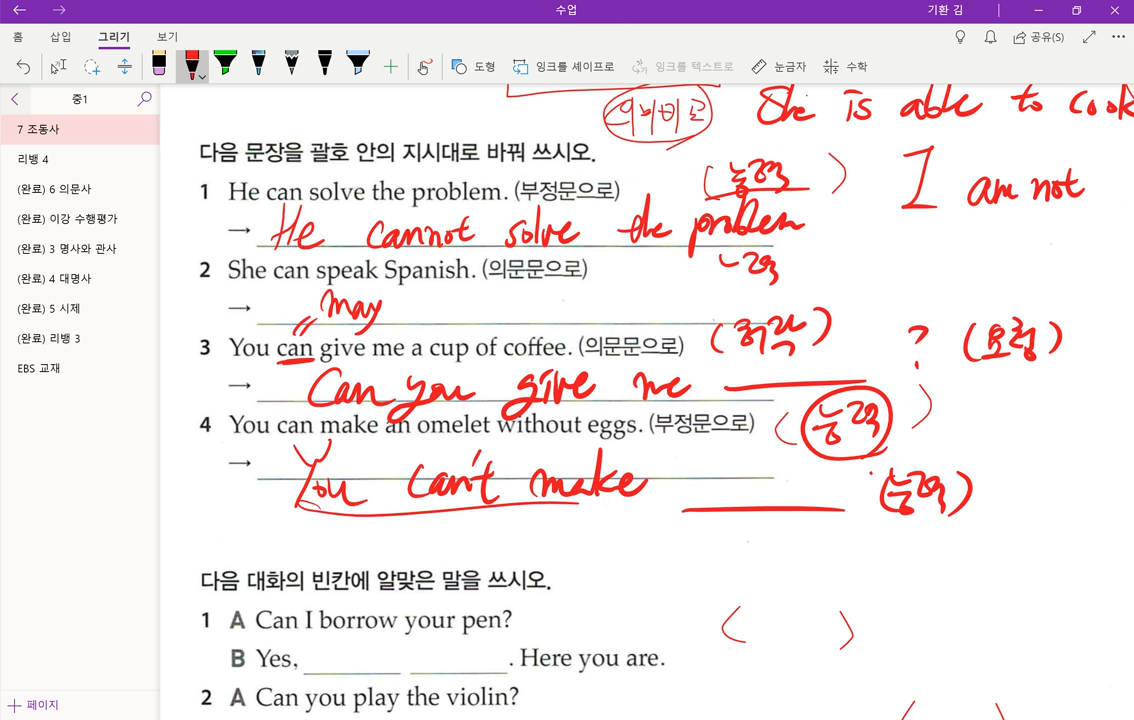 수업
기환 김
홈 삽입 그리기 보기
공유(S)
도형 잉크를 셰이프로 잉크를 텍스트로 눈금자 수학
중1
7 조동사
리뱅 4
(완료) 6 의문사
(완료) 이강 수행평가
(완료) 3 명사와 관사
(완료) 4 대명사
(완료) 5 시제
(완료) 리뱅 3
EBS 교재
페이지
She is able to cook
다음 문장을 괄호 안의 지시대로 바꿔 쓰시오.
(능력)
I am not
1 He can solve the problem. (부정문으로)
→ He cannot solve the problem
2 She can speak Spanish. (의문문으로)
→ May
3 You can give me a cup of coffee. (의문문으로) (허락) ? (요청)
→ Can you give me
4 You can make an omelet without eggs. (부정문으로) (능력)
→ You can't make (능력)
다음 대화의 빈칸에 알맞은 말을 쓰시오.
1 A Can I borrow your pen? ( )
B Yes, ____ ____. Here you are.
2 A Can you play the violin?